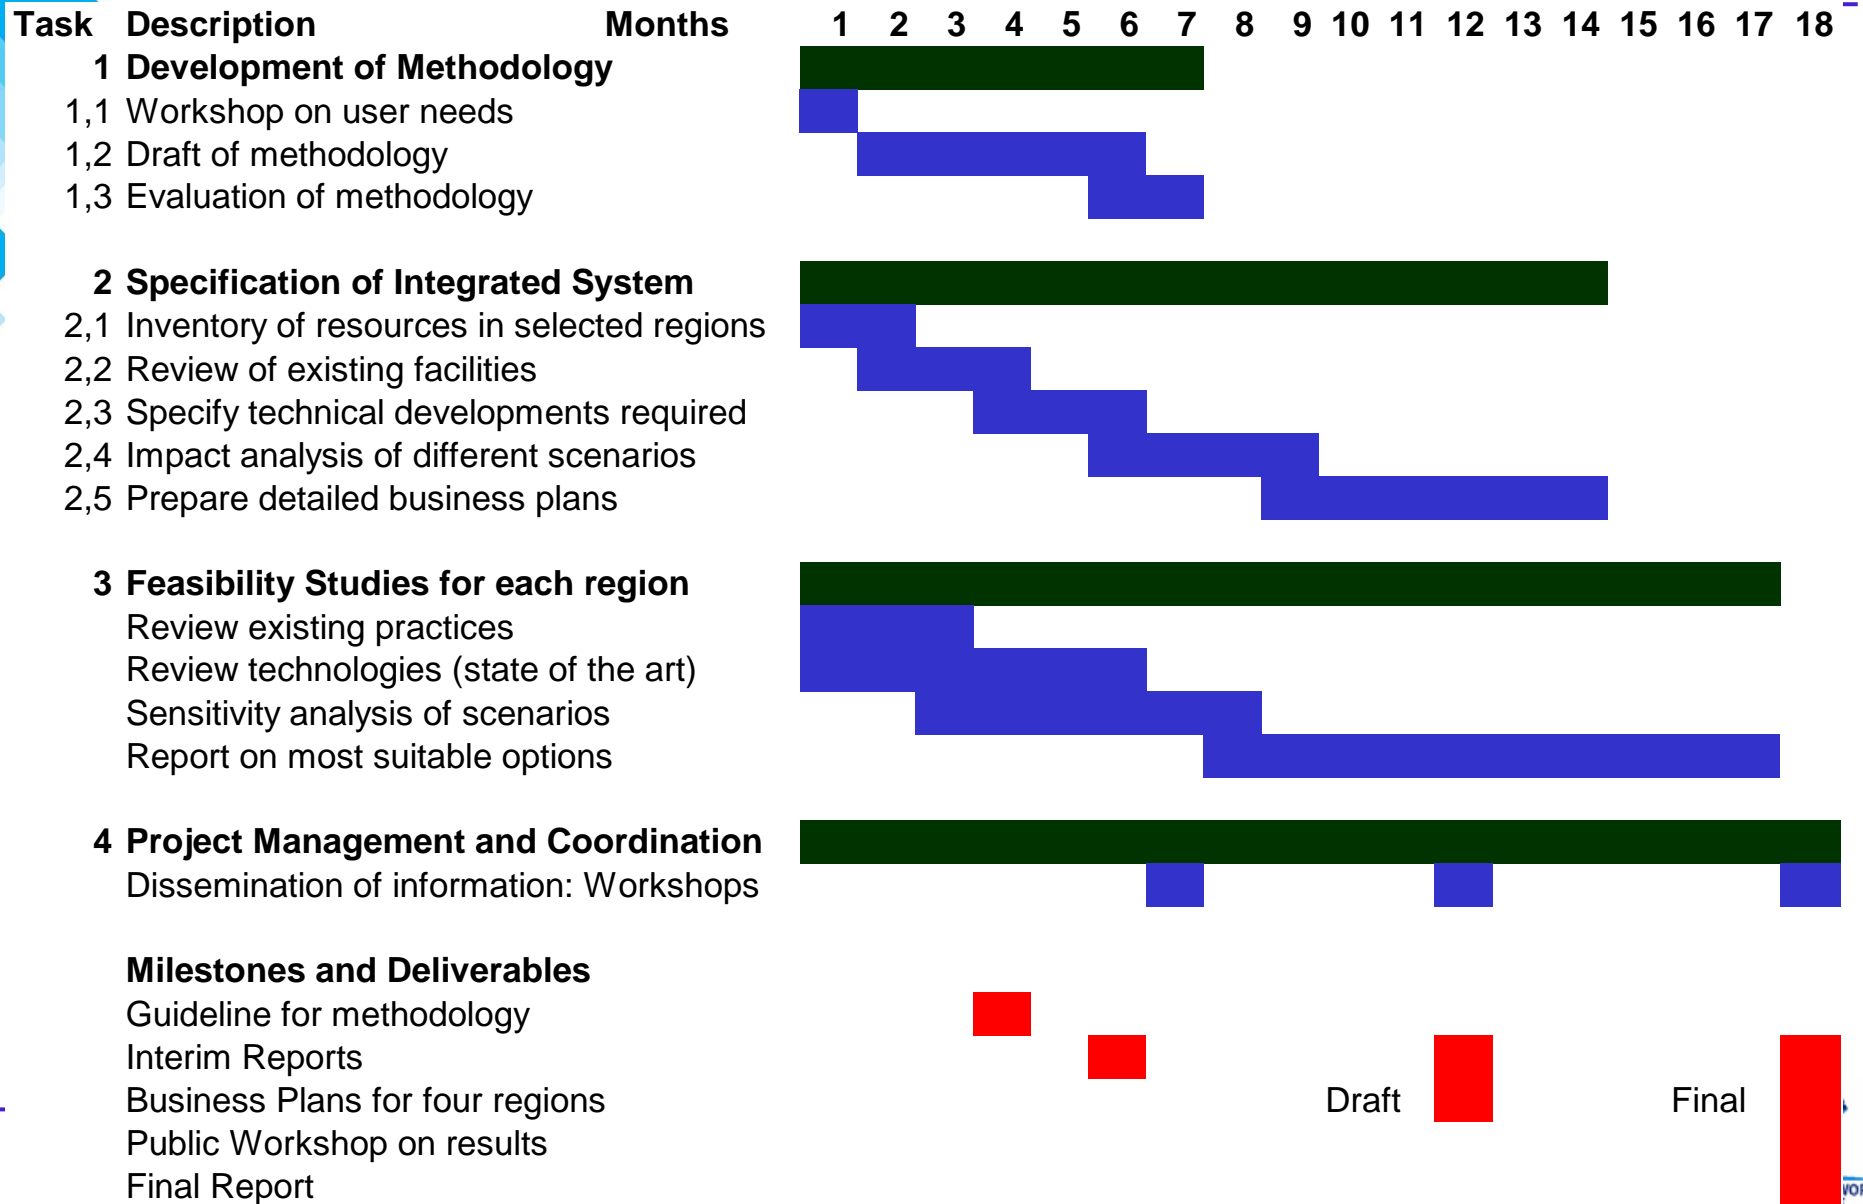 Task Description Months 1 2 3 4 5 6 7 8 9 10 11 12 13 14 15 16 17 18
1 Development of Methodology
1,1 Workshop on user needs
1,2 Draft of methodology
1,3 Evaluation of methodology
2 Specification of Integrated System
2,1 Inventory of resources in selected regions
2,2 Review of existing facilities
2,3 Specify technical developments required
2,4 Impact analysis of different scenarios
2,5 Prepare detailed business plans
3 Feasibility Studies for each region
Review existing practices
Review technologies (state of the art)
Sensitivity analysis of scenarios
Report on most suitable options
4 Project Management and Coordination
Dissemination of information: Workshops
Milestones and Deliverables
Guideline for methodology
Interim Reports
Business Plans for four regions Draft Final
Public Workshop on results
Final Report